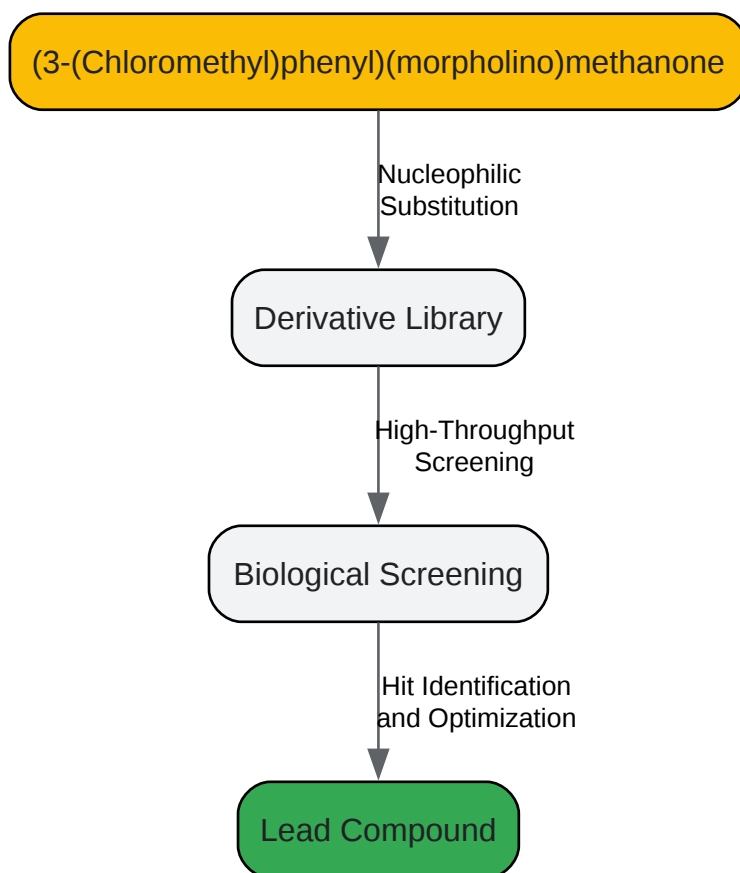 (3-(Chloromethyl)phenyl)(morpholino)methanone
Nucleophilic
Substitution
Derivative Library
High-Throughput
Screening
Biological Screening
Hit Identification
and Optimization
Lead Compound